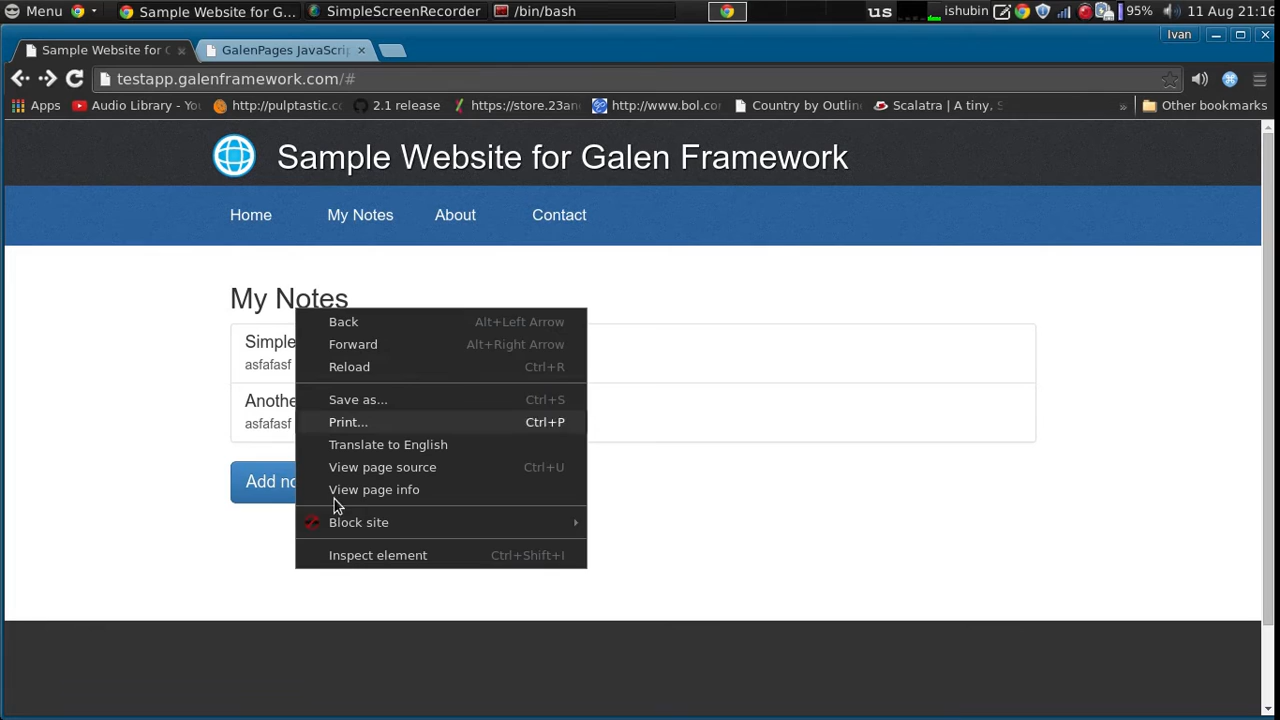 Menu
Sample Website for G...
SimpleScreenRecorder
/bin/bash
us
ishubin
95%
11 Aug 21:16
Sample Website for
GalenPages JavaScrip
Ivan
testapp.galenframework.com/#
Apps
Audio Library - Yo
http://pulptastic.co
2.1 release
https://store.23an
http://www.bol.co
Country by Outlin
Scalatra | A tiny, S
»
Other bookmarks
Sample Website for Galen Framework
Home
My Notes
About
Contact
My Notes
Simple
asfafasf
Anothe
asfafasf
Add no
Back Alt+Left Arrow
Forward Alt+Right Arrow
Reload Ctrl+R
Save as... Ctrl+S
Print... Ctrl+P
Translate to English
View page source Ctrl+U
View page info
Block site
Inspect element Ctrl+Shift+I